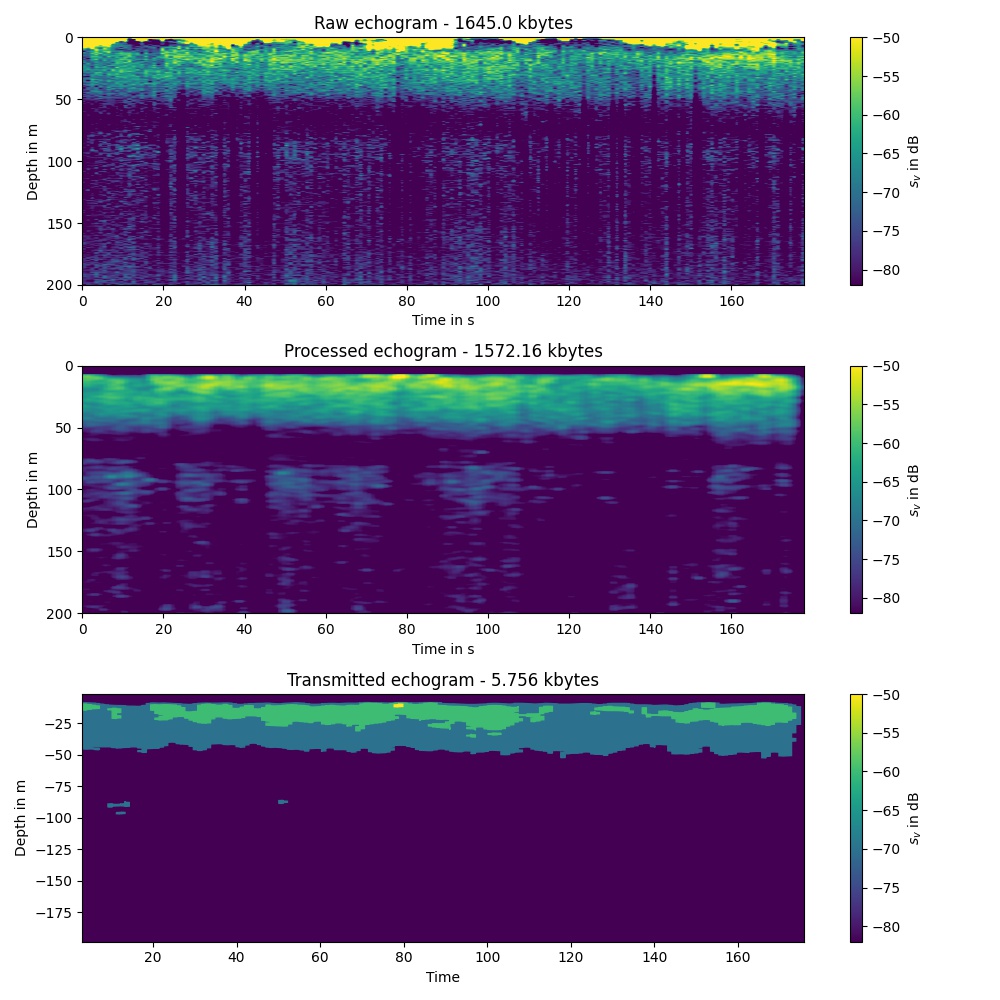 Raw echogram - 1645.0 kbytes
0
50
100
150
200
Depth in m
0 20 40 60 80 100 120 140 160
Time in s
−50
−55
−60
−65
−70
−75
−80
s_v in dB
Processed echogram - 1572.16 kbytes
0
50
100
150
200
Depth in m
0 20 40 60 80 100 120 140 160
Time in s
−50
−55
−60
−65
−70
−75
−80
s_v in dB
Transmitted echogram - 5.756 kbytes
−25
−50
−75
−100
−125
−150
−175
Depth in m
20 40 60 80 100 120 140 160
Time
−50
−55
−60
−65
−70
−75
−80
s_v in dB